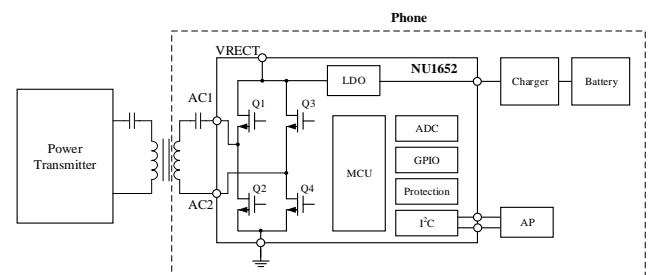 Phone
VRECT
NU1652
LDO
Charger
Battery
AC1
Q1
Q3
Power
Transmitter
MCU
ADC
GPIO
Protection
I²C
AP
AC2
Q2
Q4